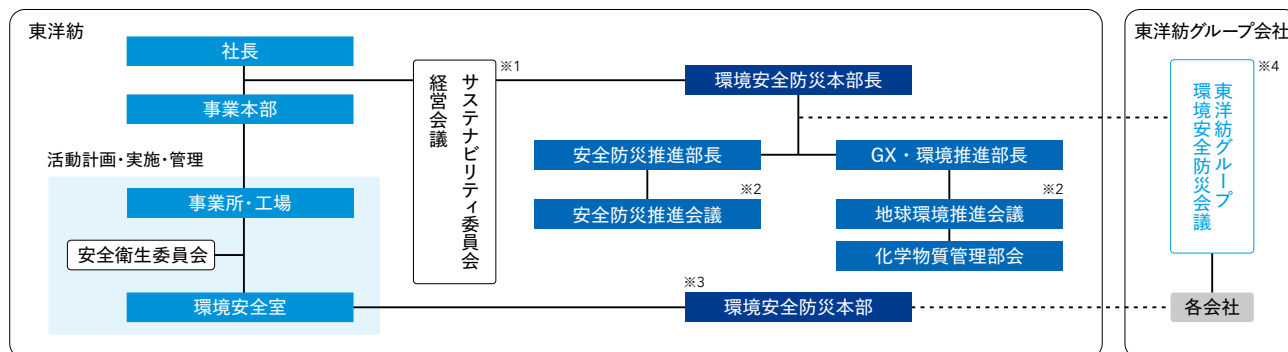 東洋紡
社長
事業本部
活動計画・実施・管理
事業所・工場
安全衛生委員会
環境安全室
※1
サステナビリティ委員会
経営会議
環境安全防災本部長
安全防災推進部長
GX・環境推進部長
※2
安全防災推進会議
※2
地球環境推進会議
化学物質管理部会
※3
環境安全防災本部
東洋紡グループ会社
※4
東洋紡グループ
環境安全防災会議
各会社